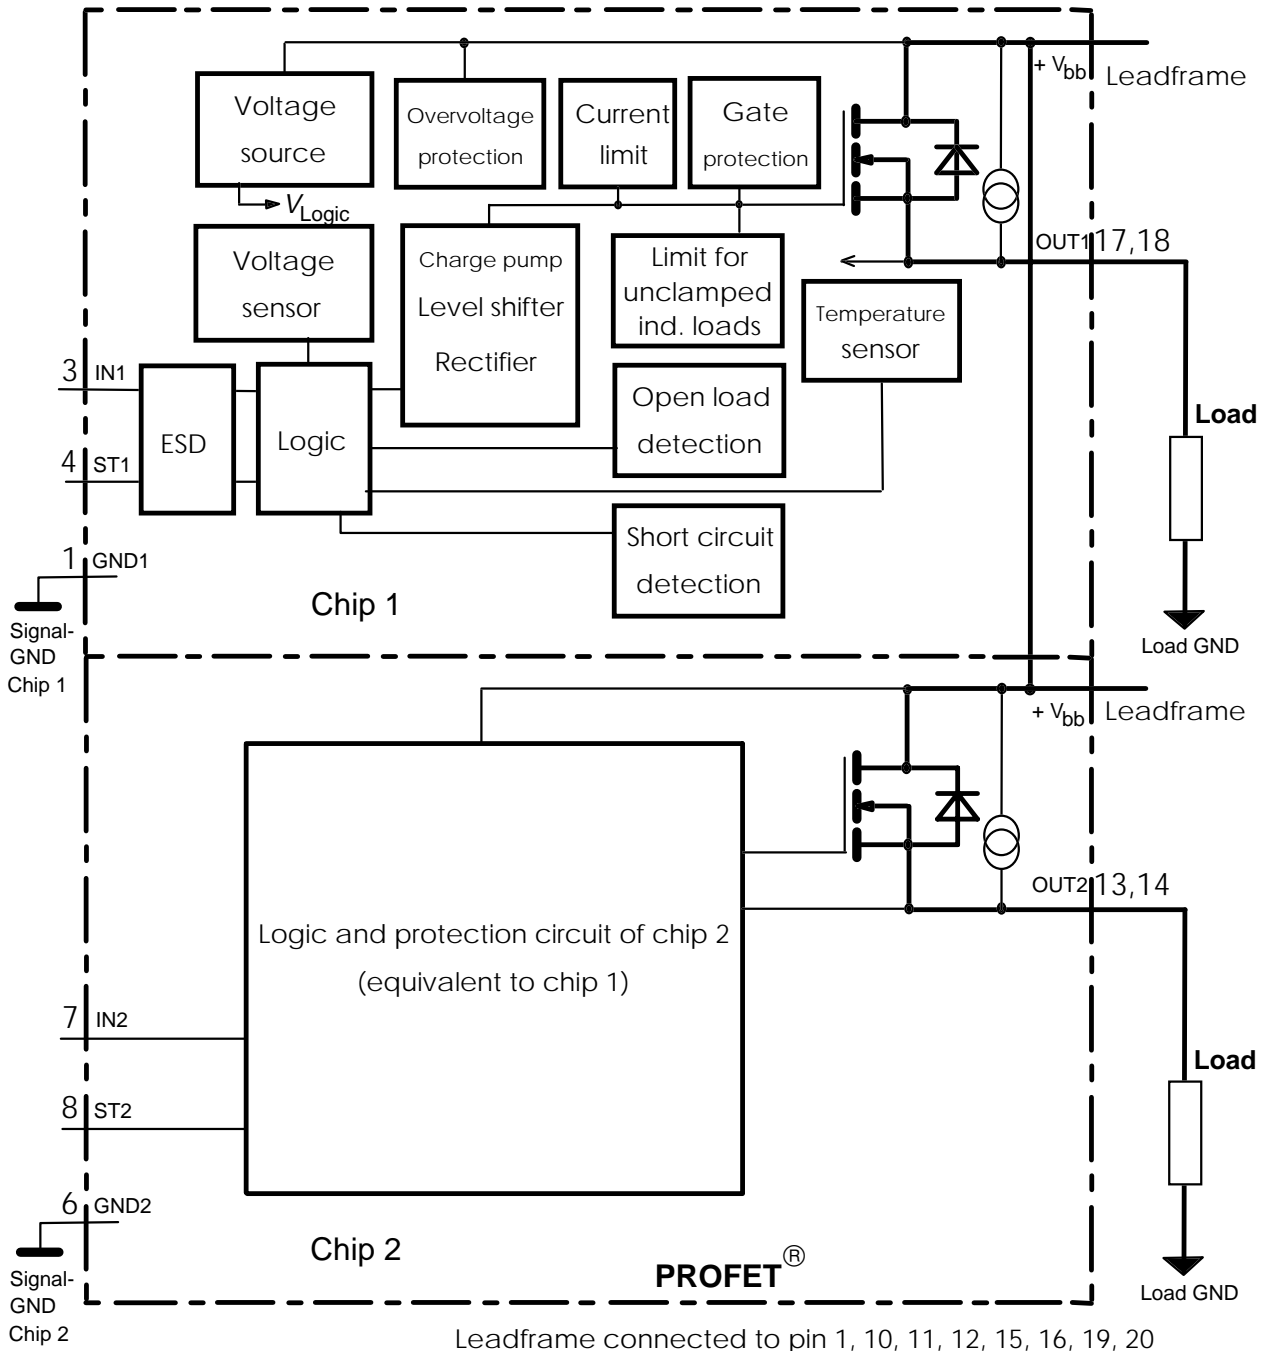 + Vbb
Leadframe
Voltage
source
Overvoltage
protection
Current
limit
Gate
protection
VLogic
OUT1
17,18
Voltage
sensor
Charge pump
Level shifter
Rectifier
Limit for
unclamped
ind. loads
Temperature
sensor
3
IN1
ESD
Logic
Open load
detection
Load
4
ST1
Short circuit
detection
1
GND1
Signal-
GND
Chip 1
Chip 1
Load GND
+ Vbb
Leadframe
OUT2
13,14
Logic and protection circuit of chip 2
(equivalent to chip 1)
7
IN2
Load
8
ST2
6
GND2
Signal-
GND
Chip 2
Chip 2
PROFET®
Load GND
Leadframe connected to pin 1, 10, 11, 12, 15, 16, 19, 20